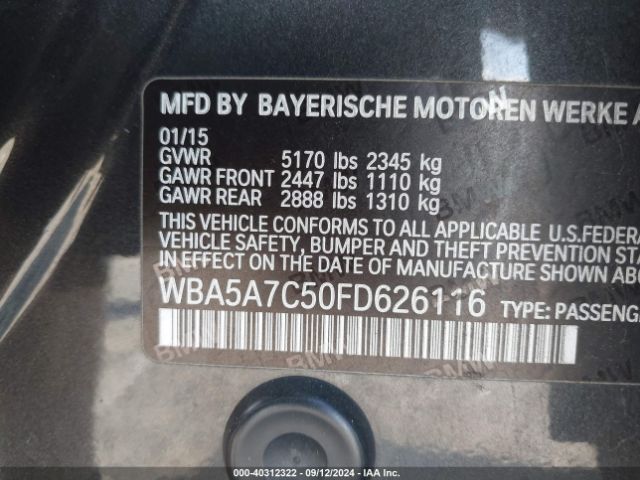 MFD BY BAYERISCHE MOTOREN WERKE A
01/15
GVWR 5170 lbs 2345 kg
GAWR FRONT 2447 lbs 1110 kg
GAWR REAR 2888 lbs 1310 kg
THIS VEHICLE CONFORMS TO ALL APPLICABLE U.S.FEDERA
VEHICLE SAFETY, BUMPER AND THEFT PREVENTION STA
IN EFFECT ON THE DATE OF MANUFACTURE SHOWN ABO
WBA5A7C50FD626116 TYPE: PASSENG
000-40312322 / 09/12/2024 / IAA Inc.